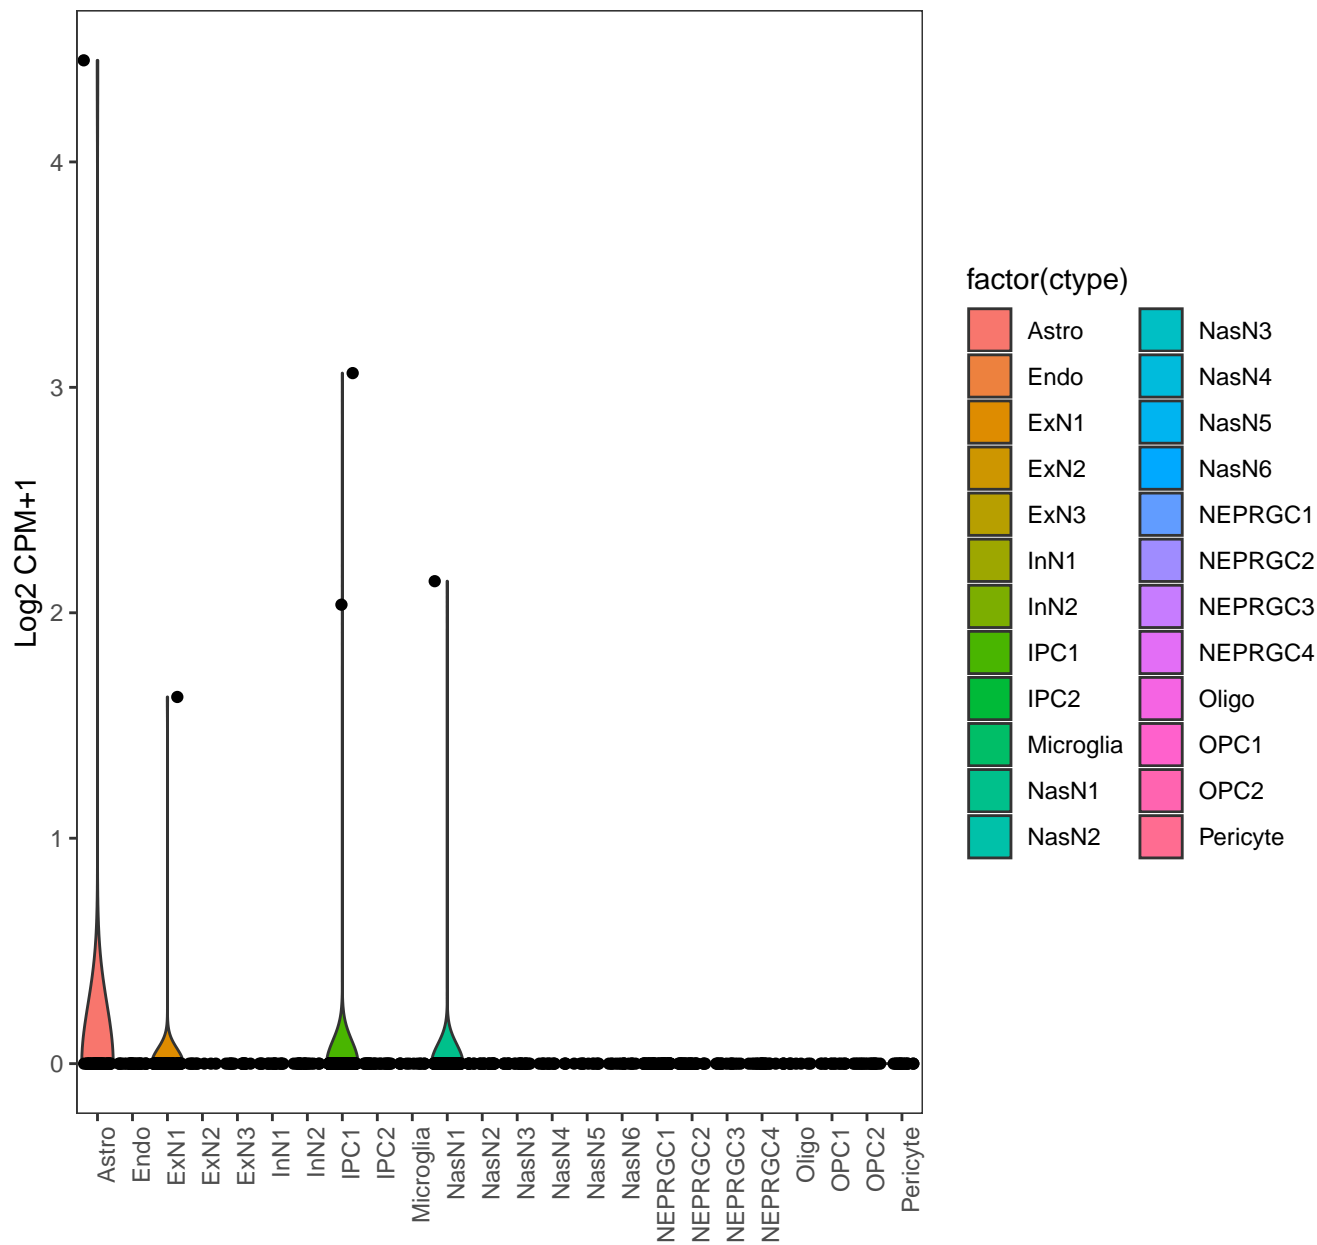 Log2 CPM+1
4
3
2
1
0
Astro
Endo
ExN1
ExN2
ExN3
InN1
InN2
IPC1
IPC2
Microglia
NasN1
NasN2
NasN3
NasN4
NasN5
NasN6
NEPRGC1
NEPRGC2
NEPRGC3
NEPRGC4
Oligo
OPC1
OPC2
Pericyte
factor(ctype)
Astro
Endo
ExN1
ExN2
ExN3
InN1
InN2
IPC1
IPC2
Microglia
NasN1
NasN2
NasN3
NasN4
NasN5
NasN6
NEPRGC1
NEPRGC2
NEPRGC3
NEPRGC4
Oligo
OPC1
OPC2
Pericyte